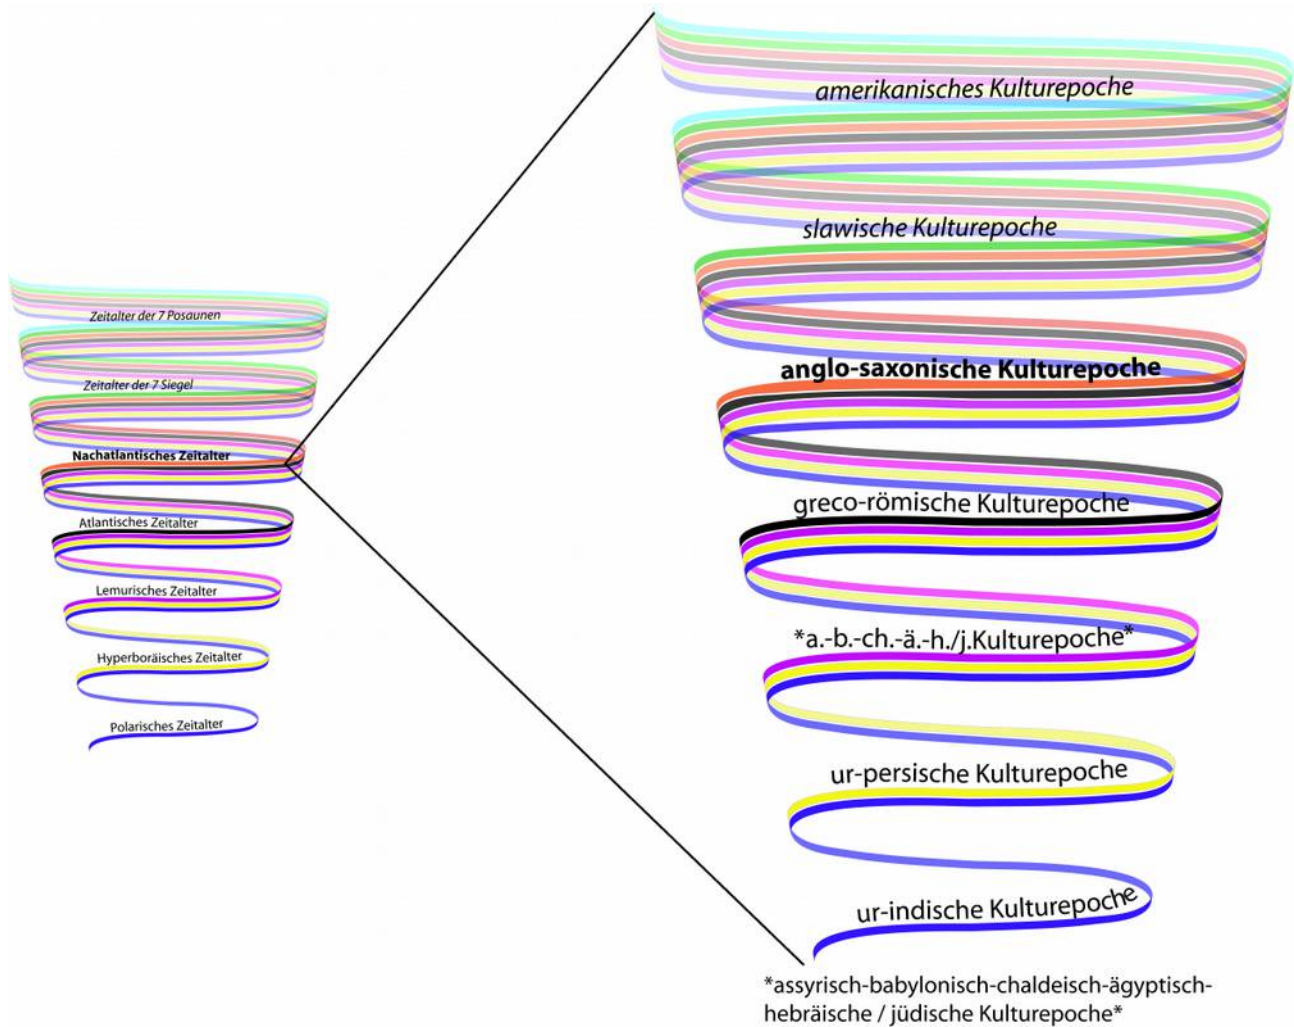 amerikanisches Kulturepoche
slawische Kulturepoche
anglo-saxonische Kulturepoche
greco-römische Kulturepoche
*a.-b.-ch.-ä.-h./j.Kulturepoche*
ur-persische Kulturepoche
ur-indische Kulturepoche
*assyrisch-babylonisch-chaldeisch-ägyptisch-
hebräische / jüdische Kulturepoche*
Zeitalter der 7 Posaunen
Zeitalter der 7 Siegel
Nachatlantisches Zeitalter
Atlantisches Zeitalter
Lemurisches Zeitalter
Hyperboräisches Zeitalter
Polarisches Zeitalter